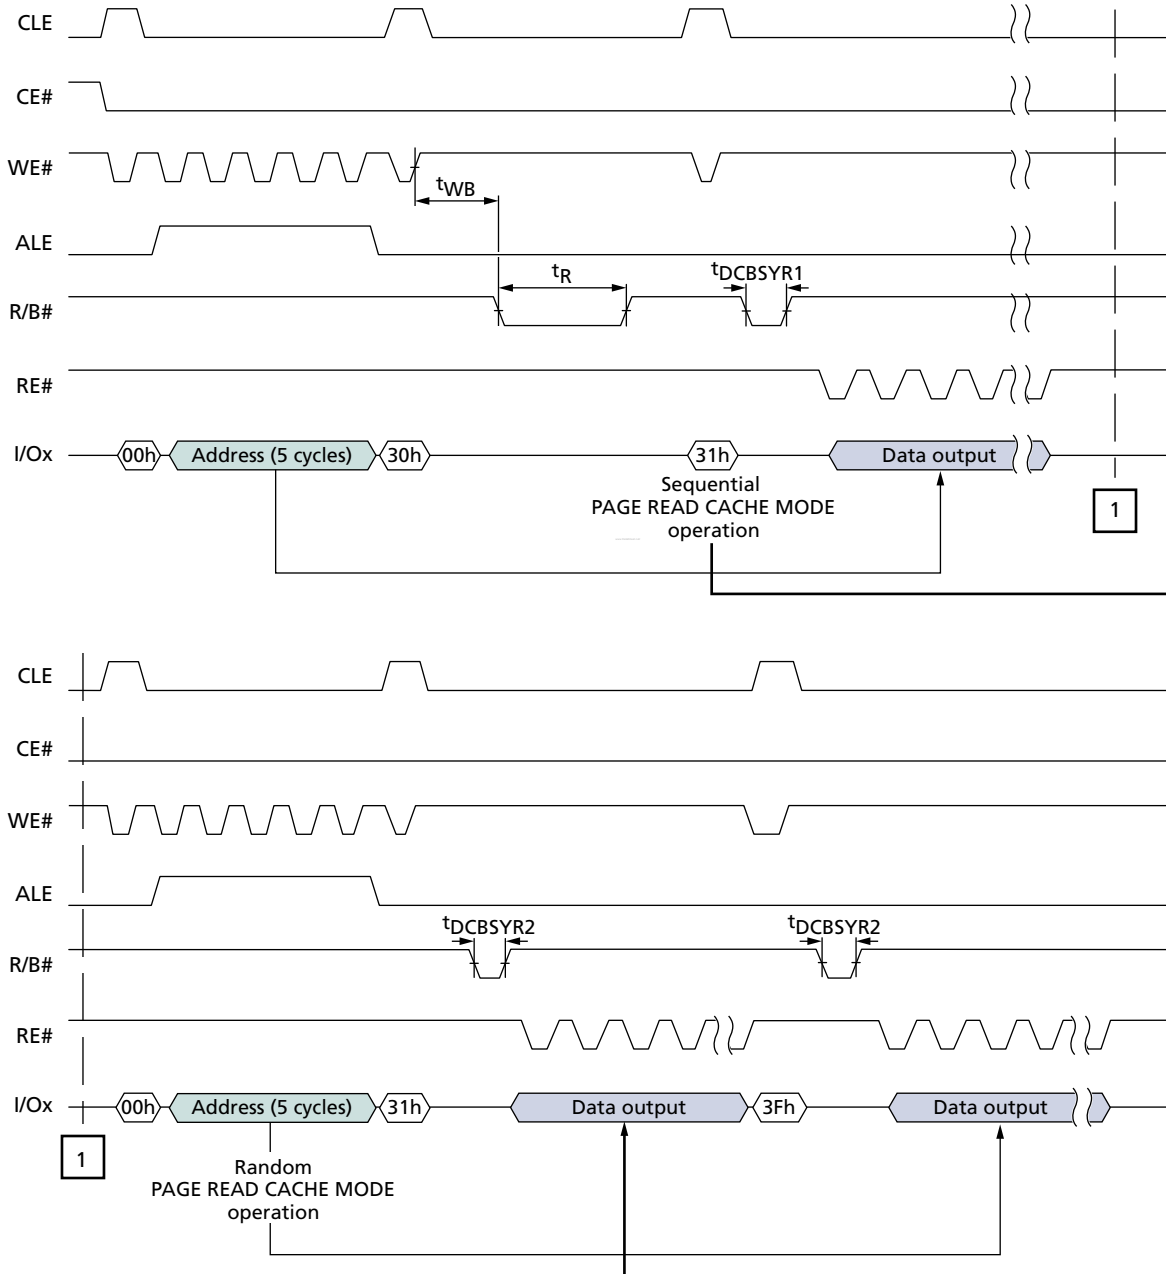 CLE
CE#
WE#
tWB
ALE
tR
tDCBSYR1
R/B#
RE#
I/Ox
00h
Address (5 cycles)
30h
31h
Data output
Sequential
PAGE READ CACHE MODE
operation
1
CLE
CE#
WE#
ALE
tDCBSYR2
tDCBSYR2
R/B#
RE#
I/Ox
00h
Address (5 cycles)
31h
Data output
3Fh
Data output
1
Random
PAGE READ CACHE MODE
operation